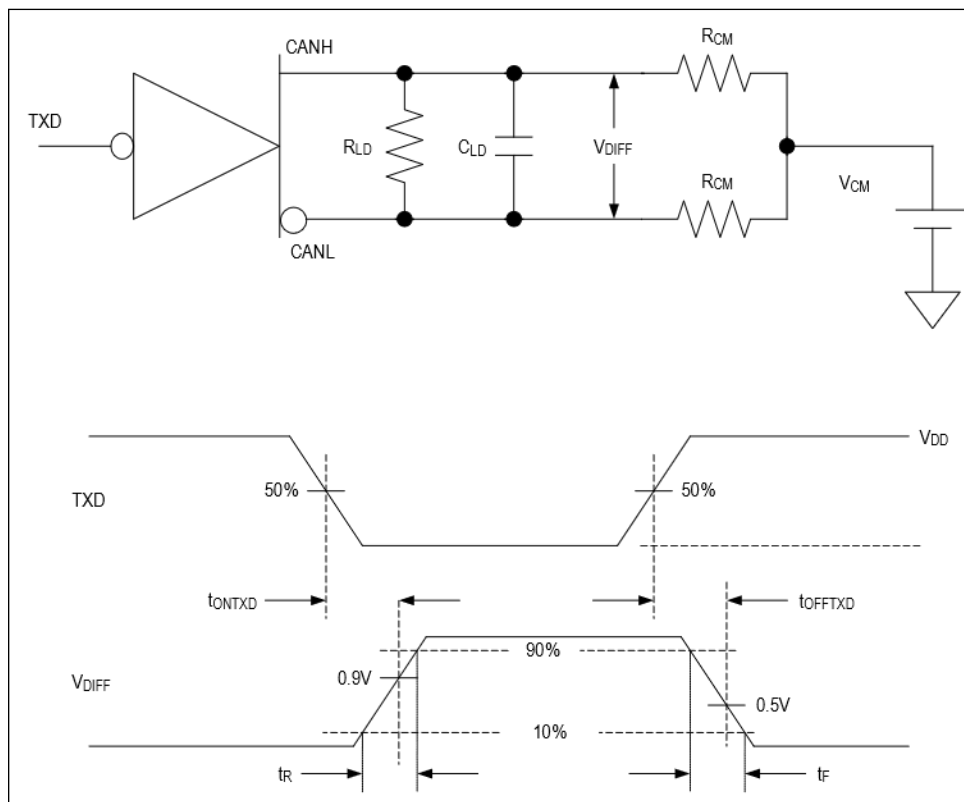 CANH
RCM
TXD
RLD
CLD
VDIFF
RCM
VCM
CANL
VDD
TXD
50%
50%
tONTXD
tOFFTXD
90%
VDIFF
0.9V
0.5V
10%
tR
tF